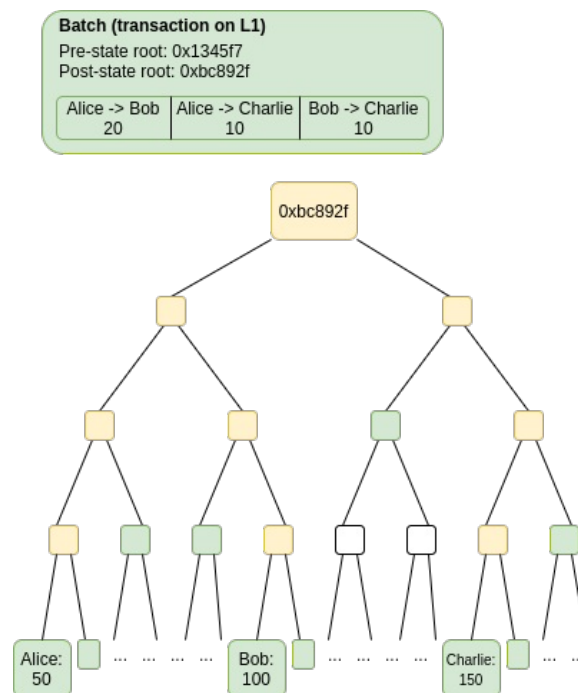 Batch (transaction on L1)
Pre-state root: 0x1345f7
Post-state root: 0xbc892f
Alice -> Bob
20
Alice -> Charlie
10
Bob -> Charlie
10
0xbc892f
Alice:
50
... ...
Bob:
100
... ...
... ...
Charlie:
150
... ...